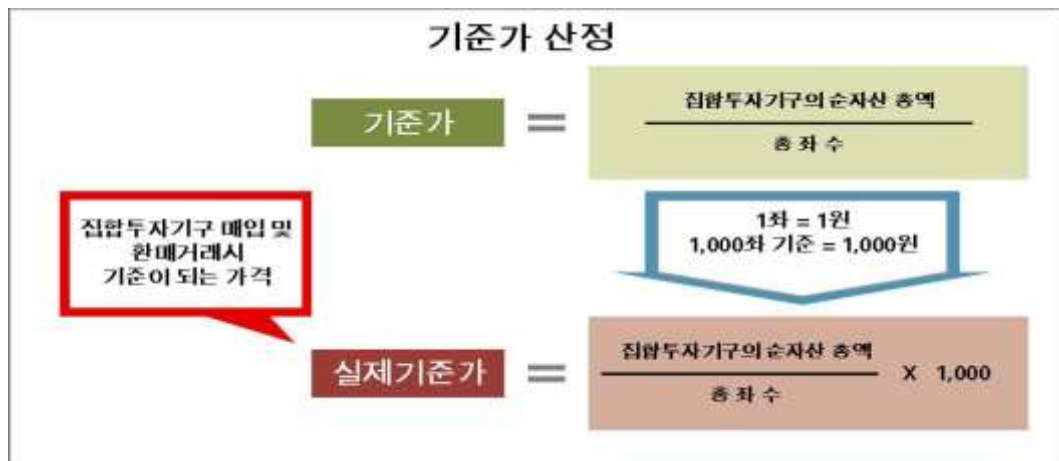 기준가 산정
기준가
=
집합투자기구의 순자산 총액
총 좌 수
집합투자기구 매입 및
환매거래시
기준이 되는 가격
1좌 = 1원
1,000좌 기준 = 1,000원
실제기준가
=
집합투자기구의 순자산 총액
총 좌 수
X 1,000